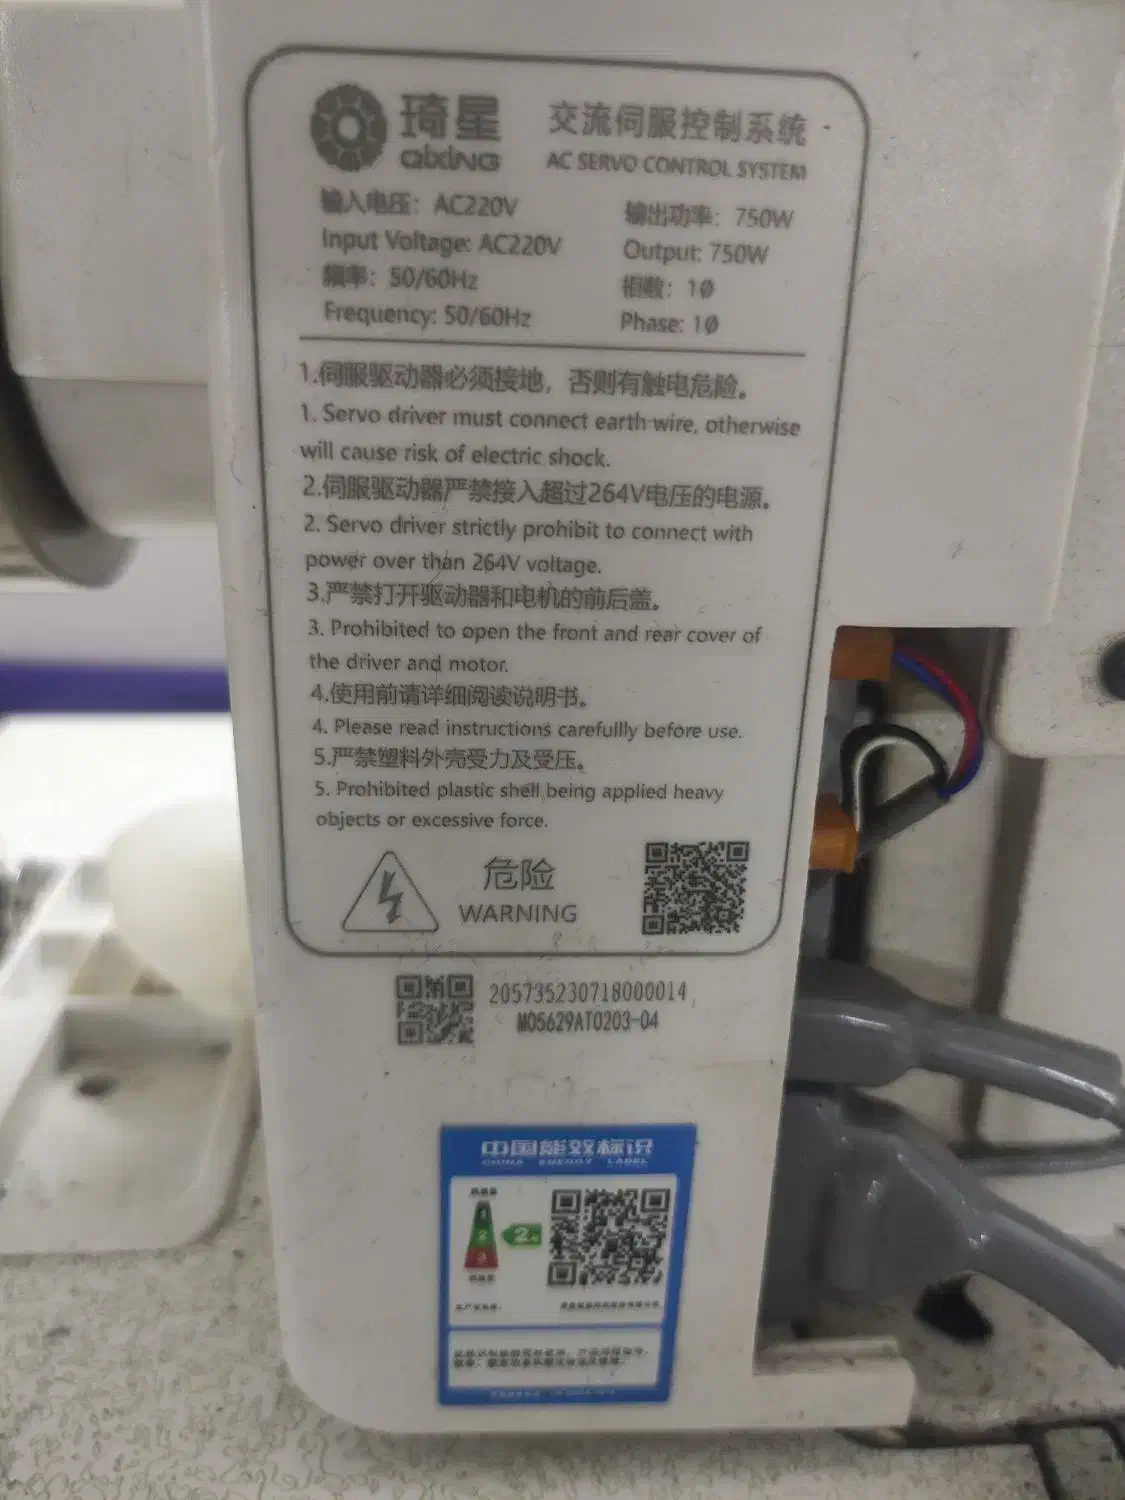 琦星
QIXING
交流伺服控制系统
AC SERVO CONTROL SYSTEM
输入电压：AC220V
Input Voltage: AC220V
频率：50/60Hz
Frequency: 50/60Hz
输出功率：750W
Output: 750W
相数：1Ø
Phase: 1Ø
1.伺服驱动器必须接地，否则有触电危险。
1. Servo driver must connect earth wire, otherwise
will cause risk of electric shock.
2.伺服驱动器严禁接入超过264V电压的电源。
2. Servo driver strictly prohibit to connect with
power over than 264V voltage.
3.严禁打开驱动器和电机的前后盖。
3. Prohibited to open the front and rear cover of
the driver and motor.
4.使用前请详细阅读说明书。
4. Please read instructions carefullly before use.
5.严禁塑料外壳受力及受压。
5. Prohibited plastic shell being applied heavy
objects or excessive force.
危险
WARNING
205735230718000014
M05629AT0203-04
中国能效标识
CHINA ENERGY LABEL
1
2
3
2